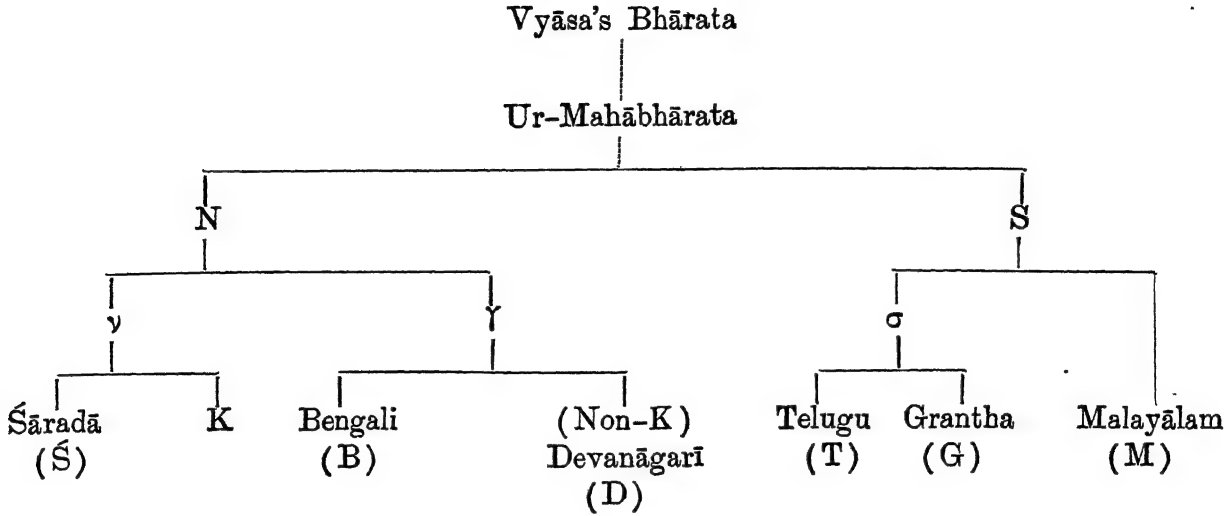 Vyāsa's Bhārata
Ur-Mahābhārata
N S
ν γ σ
Śāradā K Bengali (Non-K) Telugu Grantha Malayālam
(Ś) (B) Devanāgarī (T) (G) (M)
(D)